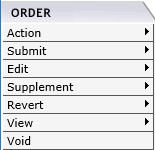 ORDER
Action
Submit
Edit
Supplement
Revert
View
Void